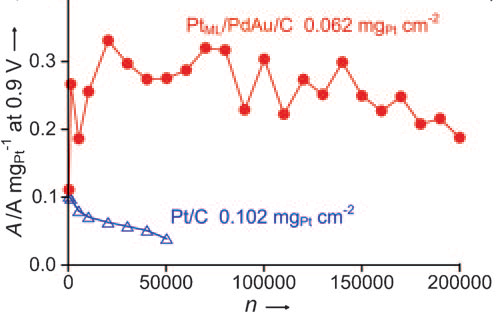 Pt_ML/PdAu/C 0.062 mg_Pt cm^-2
0.3
0.2
0.1
0.0
A/A mg_Pt^-1 at 0.9 V →
Pt/C 0.102 mg_Pt cm^-2
0 50000 100000 150000 200000
n →